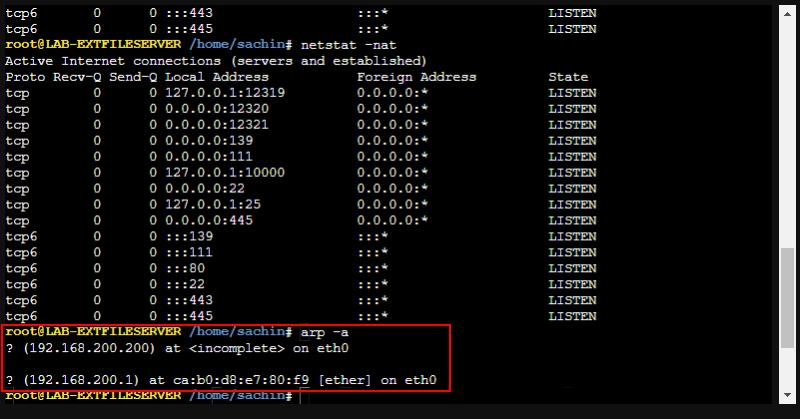 tcp6 0 0 :::443 :::* LISTEN
tcp6 0 0 :::445 :::* LISTEN
root@LAB-EXTFILESERVER /home/sachin# netstat -nat
Active Internet connections (servers and established)
Proto Recv-Q Send-Q Local Address Foreign Address State
tcp 0 0 127.0.0.1:12319 0.0.0.0:* LISTEN
tcp 0 0 0.0.0.0:12320 0.0.0.0:* LISTEN
tcp 0 0 0.0.0.0:12321 0.0.0.0:* LISTEN
tcp 0 0 0.0.0.0:139 0.0.0.0:* LISTEN
tcp 0 0 0.0.0.0:111 0.0.0.0:* LISTEN
tcp 0 0 127.0.0.1:10000 0.0.0.0:* LISTEN
tcp 0 0 0.0.0.0:22 0.0.0.0:* LISTEN
tcp 0 0 127.0.0.1:25 0.0.0.0:* LISTEN
tcp 0 0 0.0.0.0:445 0.0.0.0:* LISTEN
tcp6 0 0 :::139 :::* LISTEN
tcp6 0 0 :::111 :::* LISTEN
tcp6 0 0 :::80 :::* LISTEN
tcp6 0 0 :::22 :::* LISTEN
tcp6 0 0 :::443 :::* LISTEN
tcp6 0 0 :::445 :::* LISTEN
root@LAB-EXTFILESERVER /home/sachin# arp -a
? (192.168.200.200) at <incomplete> on eth0
? (192.168.200.1) at ca:b0:d8:e7:80:f9 [ether] on eth0
root@LAB-EXTFILESERVER /home/sachin#